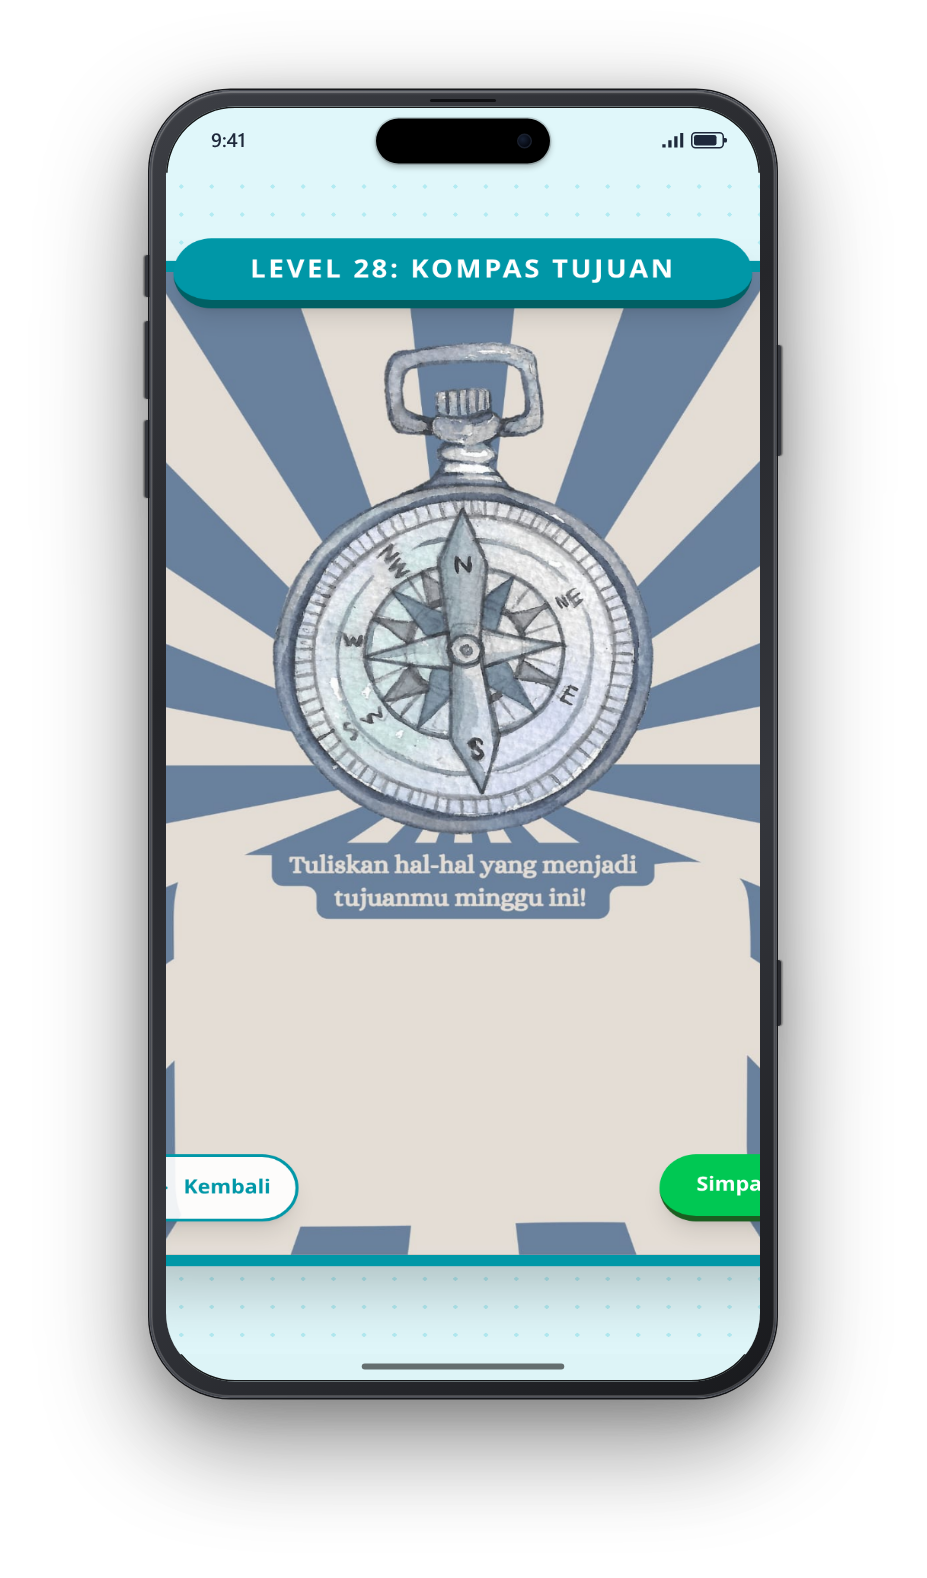 9:41
LEVEL 28: KOMPAS TUJUAN
N
NW
NE
W
E
SW
S
Tuliskan hal-hal yang menjadi
tujuanmu minggu ini!
Kembali
Simpa